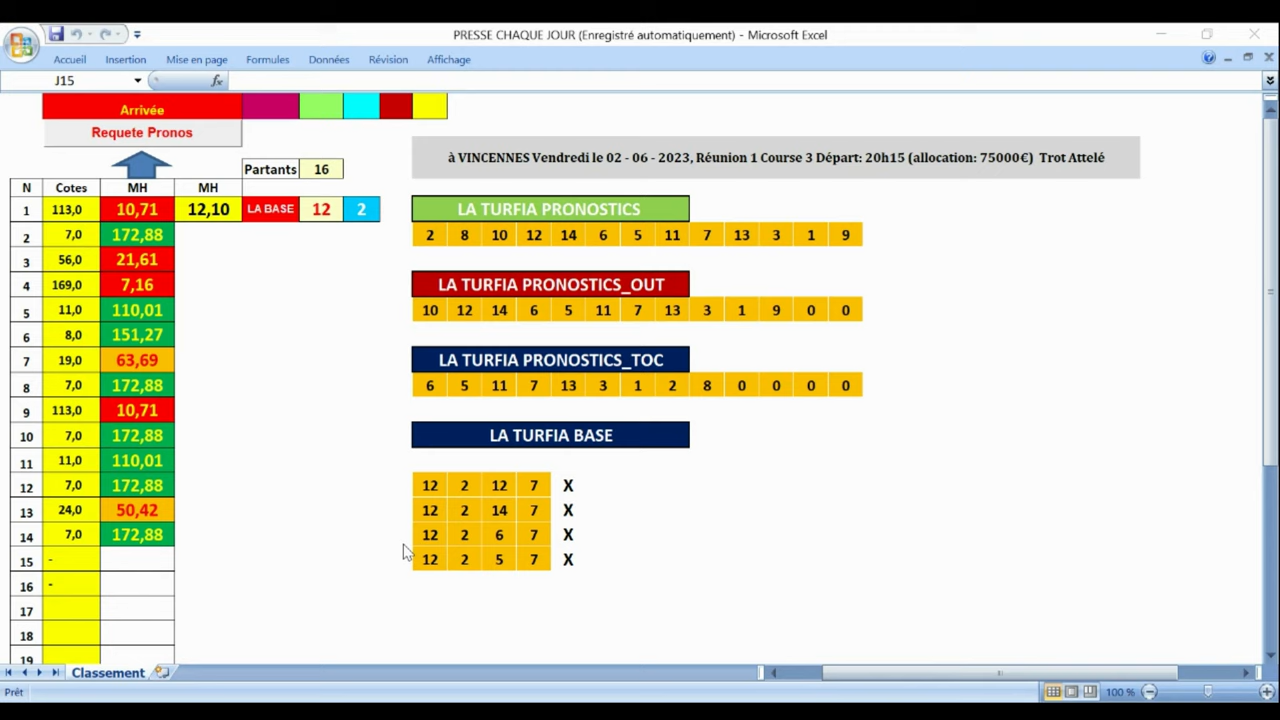 PRESSE CHAQUE JOUR (Enregistré automatiquement) - Microsoft Excel
Accueil Insertion Mise en page Formules Données Révision Affichage
J15 fx
Arrivée
Requete Pronos
à VINCENNES Vendredi le 02 - 06 - 2023, Réunion 1 Course 3 Départ: 20h15 (allocation: 75000€) Trot Attelé
Partants 16
N Cotes MH MH
1 113,0 10,71 12,10 LA BASE 12 2 LA TURFIA PRONOSTICS
2 7,0 172,88 2 8 10 12 14 6 5 11 7 13 3 1 9
3 56,0 21,61
4 169,0 7,16 LA TURFIA PRONOSTICS_OUT
5 11,0 110,01 10 12 14 6 5 11 7 13 3 1 9 0 0
6 8,0 151,27
7 19,0 63,69 LA TURFIA PRONOSTICS_TOC
8 7,0 172,88 6 5 11 7 13 3 1 2 8 0 0 0 0
9 113,0 10,71
10 7,0 172,88 LA TURFIA BASE
11 11,0 110,01
12 7,0 172,88 12 2 12 7 X
13 24,0 50,42 12 2 14 7 X
14 7,0 172,88 12 2 6 7 X
15 - 12 2 5 7 X
16 -
17
18
19
Classement
Prêt 100 %